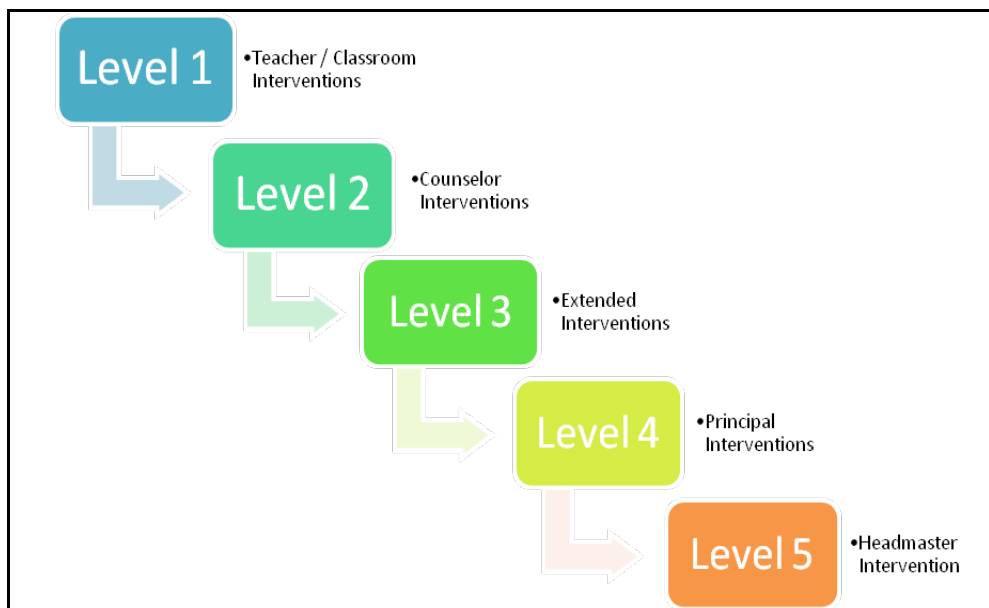 Level 1
•Teacher / Classroom
Interventions
Level 2
•Counselor
Interventions
Level 3
•Extended
Interventions
Level 4
•Principal
Interventions
Level 5
•Headmaster
Intervention